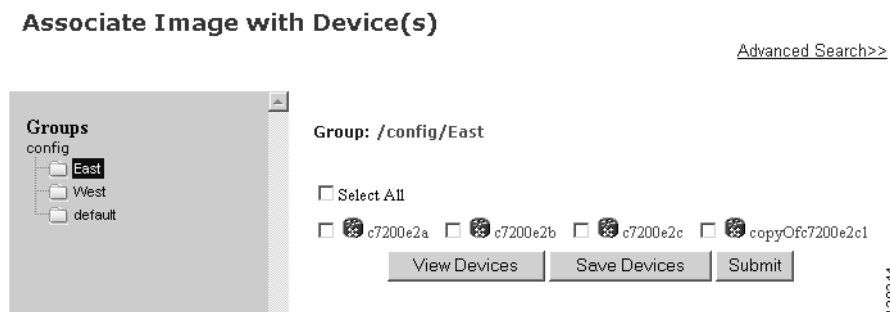 Associate Image with Device(s)
Advanced Search>>
Groups
config
East
West
default
Group: /config/East
Select All
c7200e2a c7200e2b c7200e2c copyOfc7200e2c1
View Devices Save Devices Submit